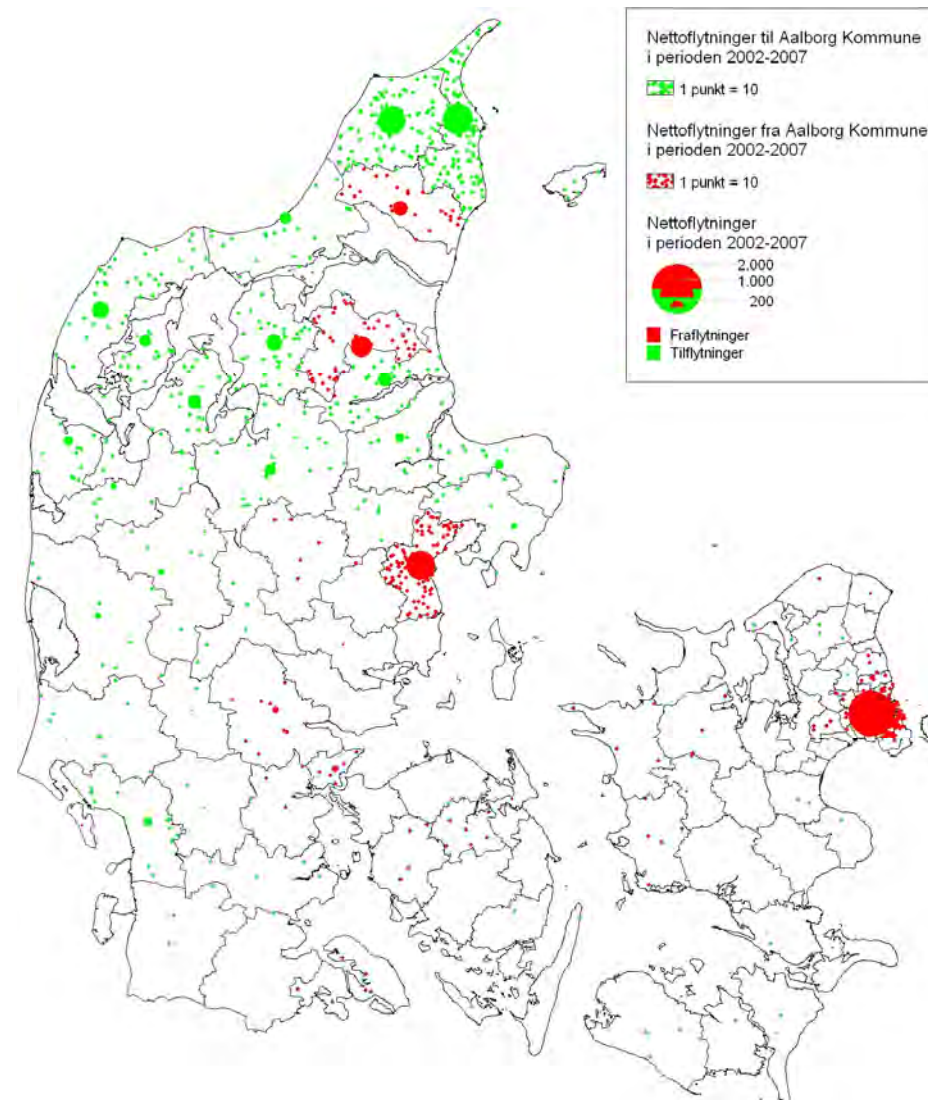 Nettoflytninger til Aalborg Kommune
i perioden 2002-2007
1 punkt = 10
Nettoflytninger fra Aalborg Kommune
i perioden 2002-2007
1 punkt = 10
Nettoflytninger
i perioden 2002-2007
2.000
1.000
200
Fraflytninger
Tilflytninger